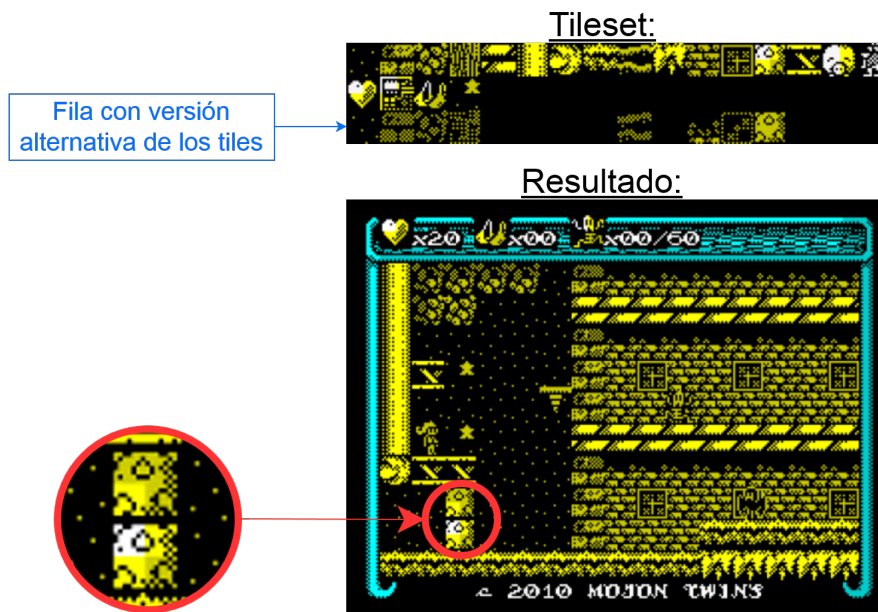 Tileset:
Fila con versión
alternativa de los tiles
Resultado:
x20 x00 x00/60
c 2010 MOJON TWINS